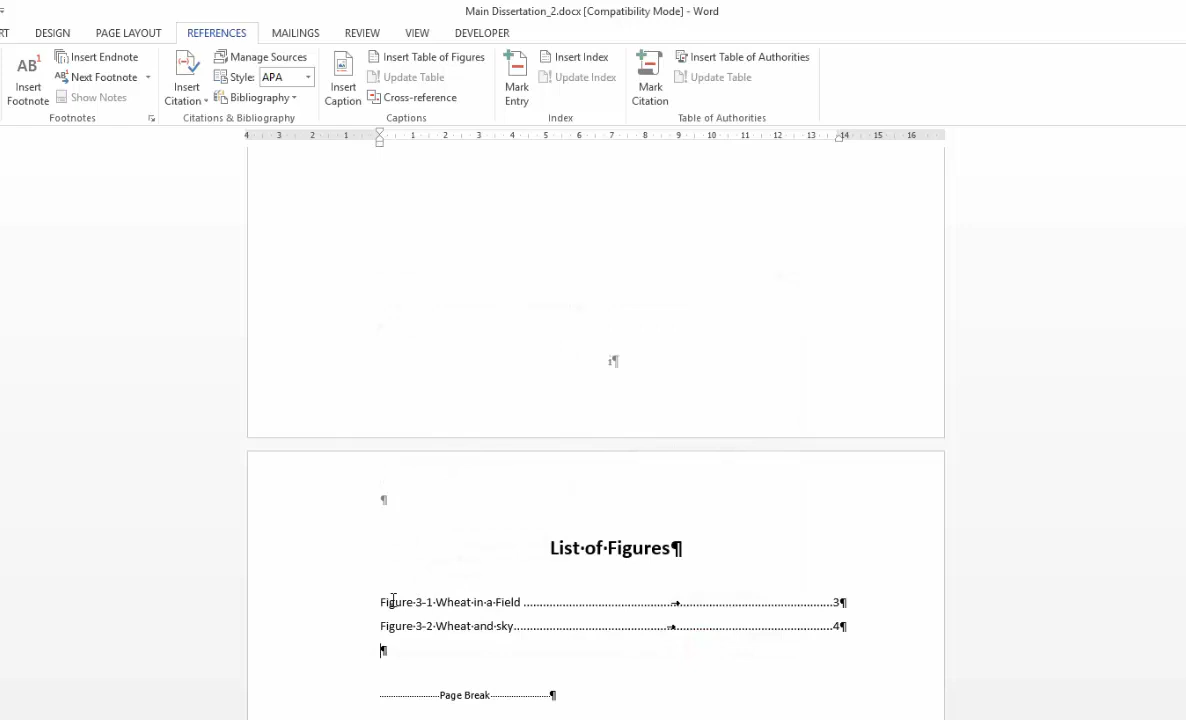 Main Dissertation_2.docx [Compatibility Mode] - Word
RT DESIGN PAGE LAYOUT REFERENCES MAILINGS REVIEW VIEW DEVELOPER
AB1 Insert Footnote
Insert Endnote
Next Footnote
Show Notes
Footnotes
Insert Citation
Manage Sources
Style: APA
Bibliography
Citations & Bibliography
Insert Caption
Insert Table of Figures
Update Table
Cross-reference
Captions
Mark Entry
Insert Index
Update Index
Index
Mark Citation
Insert Table of Authorities
Update Table
Table of Authorities
4 3 2 1 1 2 3 4 5 6 7 8 9 10 11 12 13 14 15 16
i¶
¶
List·of·Figures¶
Figure·3-1·Wheat·in·a·Field ........→........3¶
Figure·3-2·Wheat·and·sky........→........4¶
¶
Page Break¶